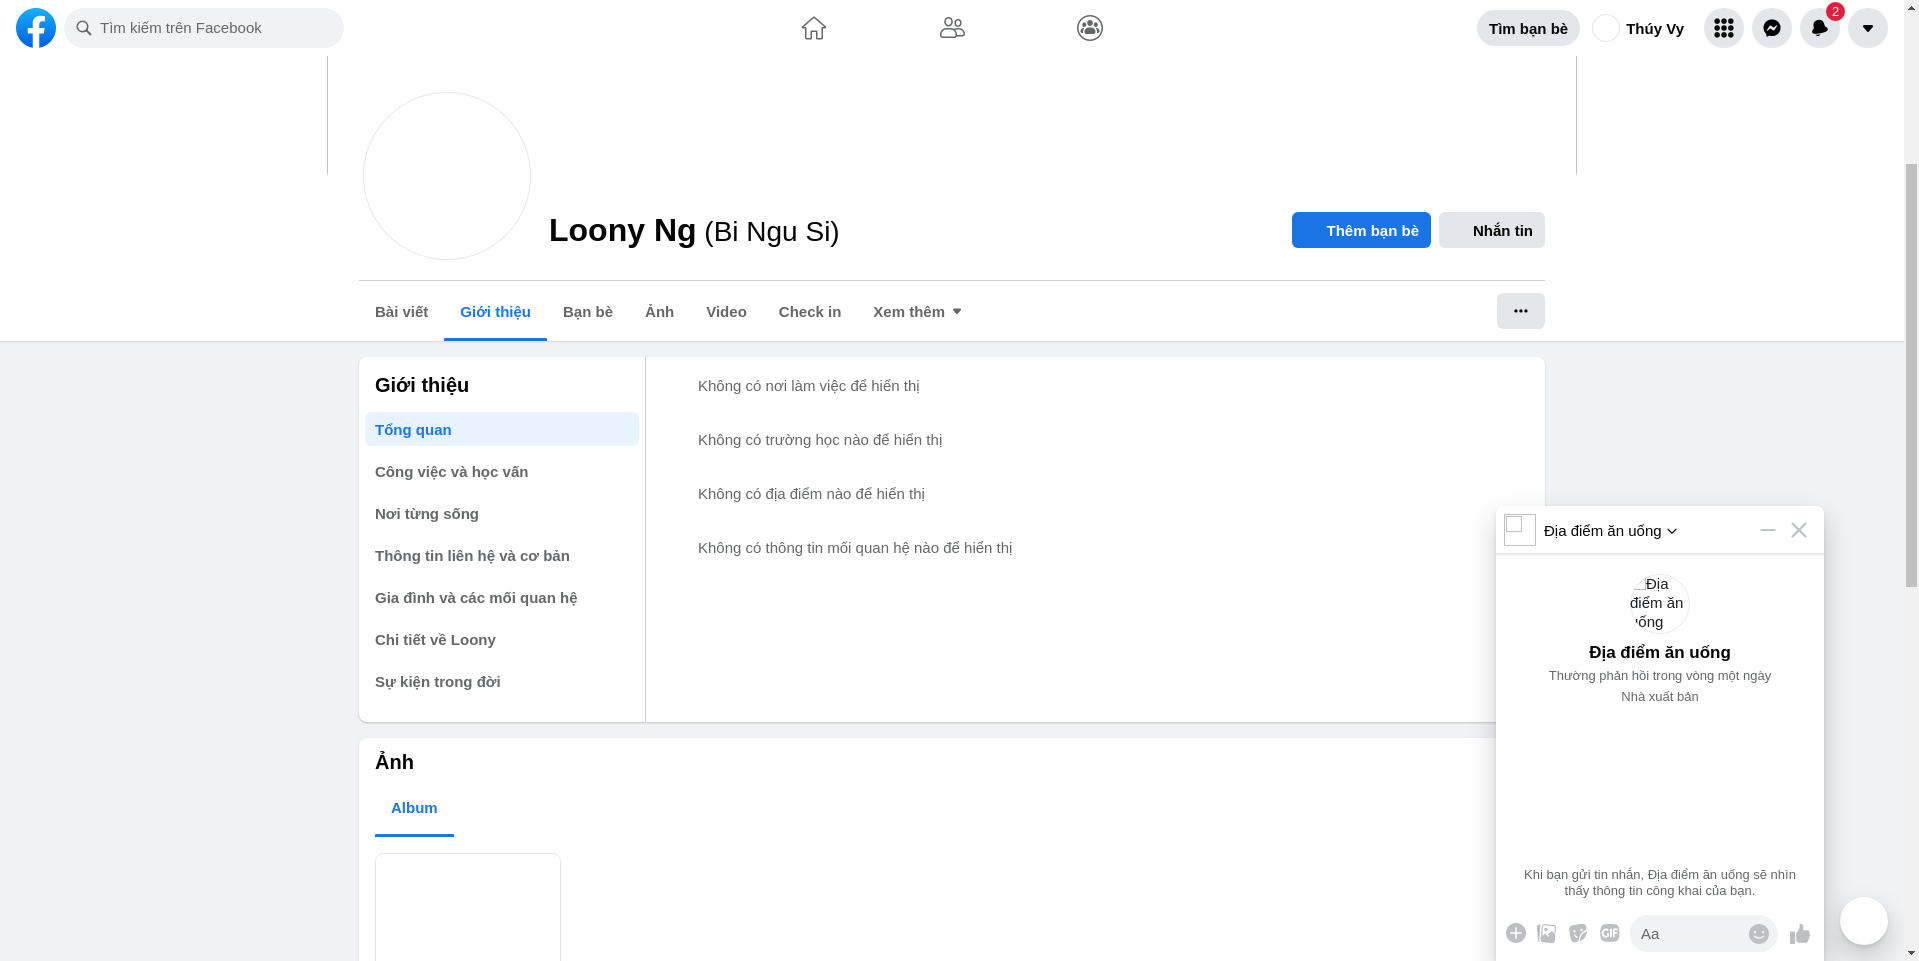 Tìm kiếm trên Facebook
Tìm bạn bè
Thúy Vy
2
Loony Ng (Bi Ngu Si)
Thêm bạn bè
Nhắn tin
Bài viết
Giới thiệu
Bạn bè
Ảnh
Video
Check in
Xem thêm
Giới thiệu
Tổng quan
Công việc và học vấn
Nơi từng sống
Thông tin liên hệ và cơ bản
Gia đình và các mối quan hệ
Chi tiết về Loony
Sự kiện trong đời
Không có nơi làm việc để hiển thị
Không có trường học nào để hiển thị
Không có địa điểm nào để hiển thị
Không có thông tin mối quan hệ nào để hiển thị
Ảnh
Album
Địa điểm ăn uống
Địa
điểm ăn
uống
Địa điểm ăn uống
Thường phản hồi trong vòng một ngày
Nhà xuất bản
Khi bạn gửi tin nhắn, Địa điểm ăn uống sẽ nhìn
thấy thông tin công khai của bạn.
GIF
Aa